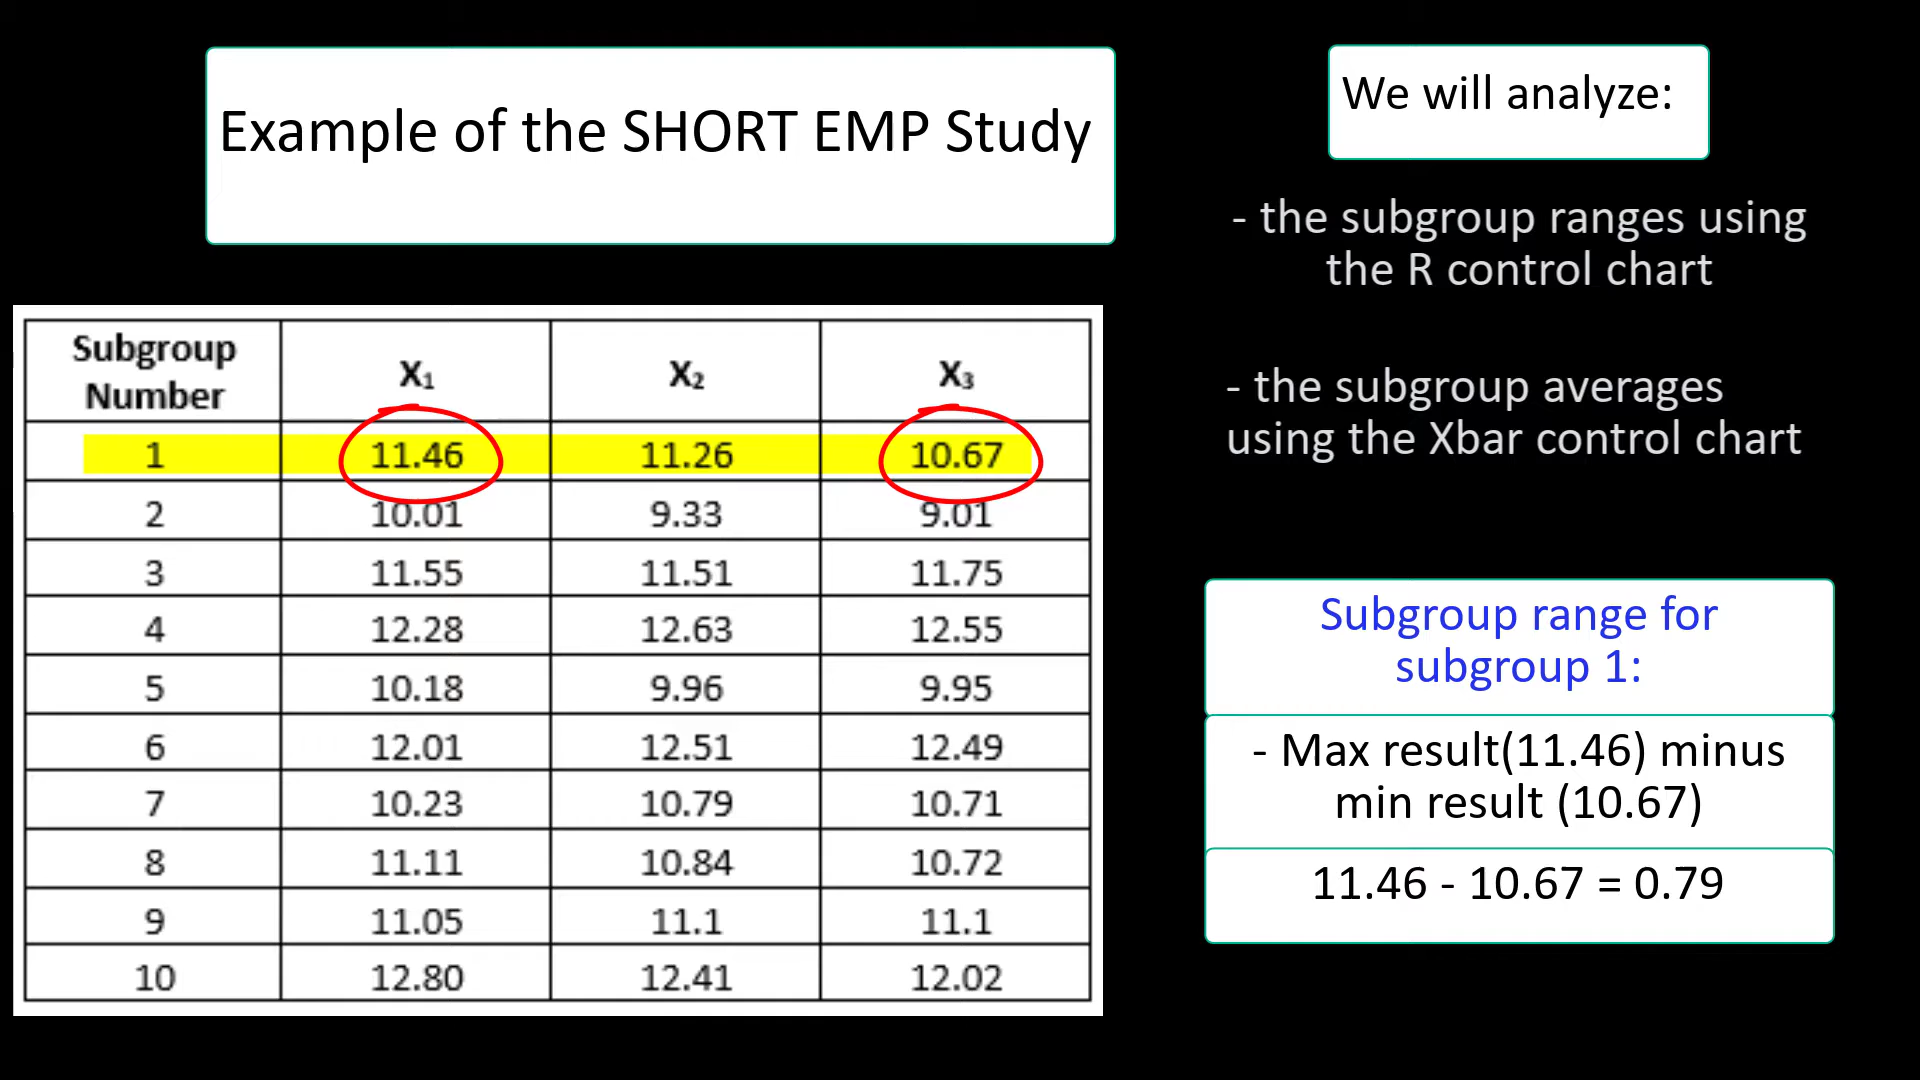 Example of the SHORT EMP Study
We will analyze:
- the subgroup ranges using
the R control chart
- the subgroup averages
using the Xbar control chart
Subgroup Number X₁ X₂ X₃
1 11.46 11.26 10.67
2 10.01 9.33 9.01
3 11.55 11.51 11.75
4 12.28 12.63 12.55
5 10.18 9.96 9.95
6 12.01 12.51 12.49
7 10.23 10.79 10.71
8 11.11 10.84 10.72
9 11.05 11.1 11.1
10 12.80 12.41 12.02
Subgroup range for
subgroup 1:
- Max result(11.46) minus
min result (10.67)
11.46 - 10.67 = 0.79